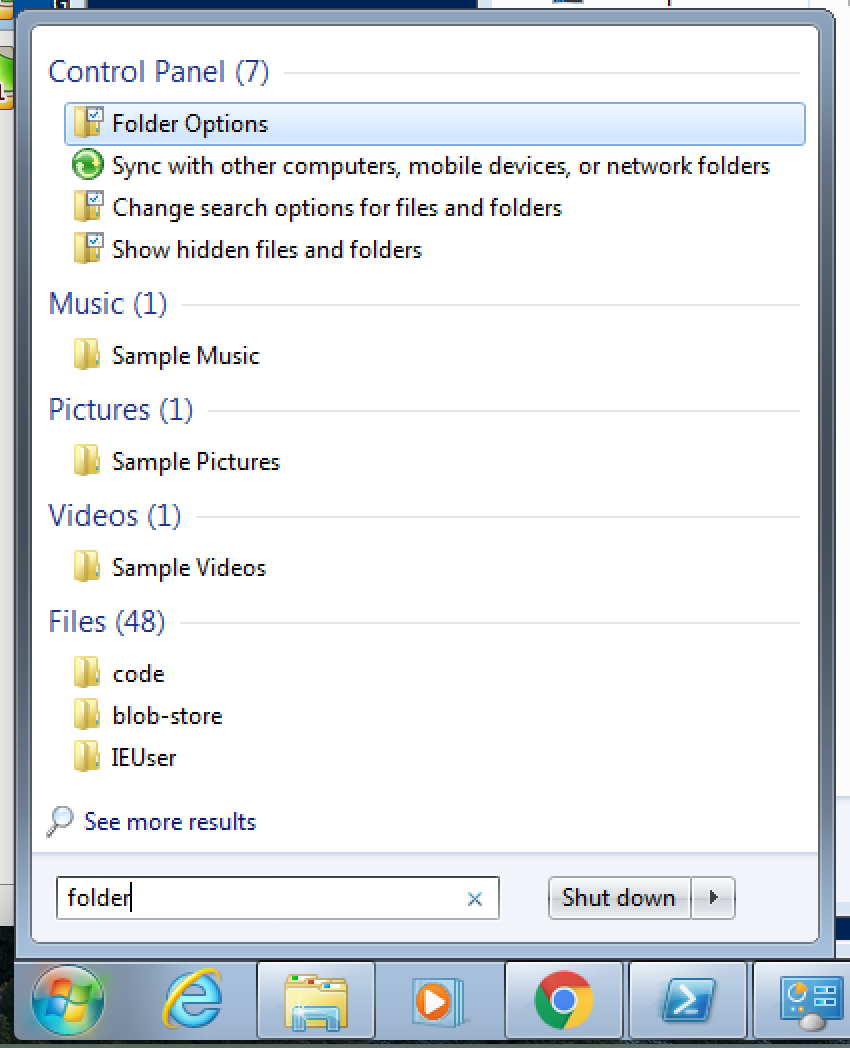 Control Panel (7)
Folder Options
Sync with other computers, mobile devices, or network folders
Change search options for files and folders
Show hidden files and folders
Music (1)
Sample Music
Pictures (1)
Sample Pictures
Videos (1)
Sample Videos
Files (48)
code
blob-store
IEUser
See more results
folder
Shut down